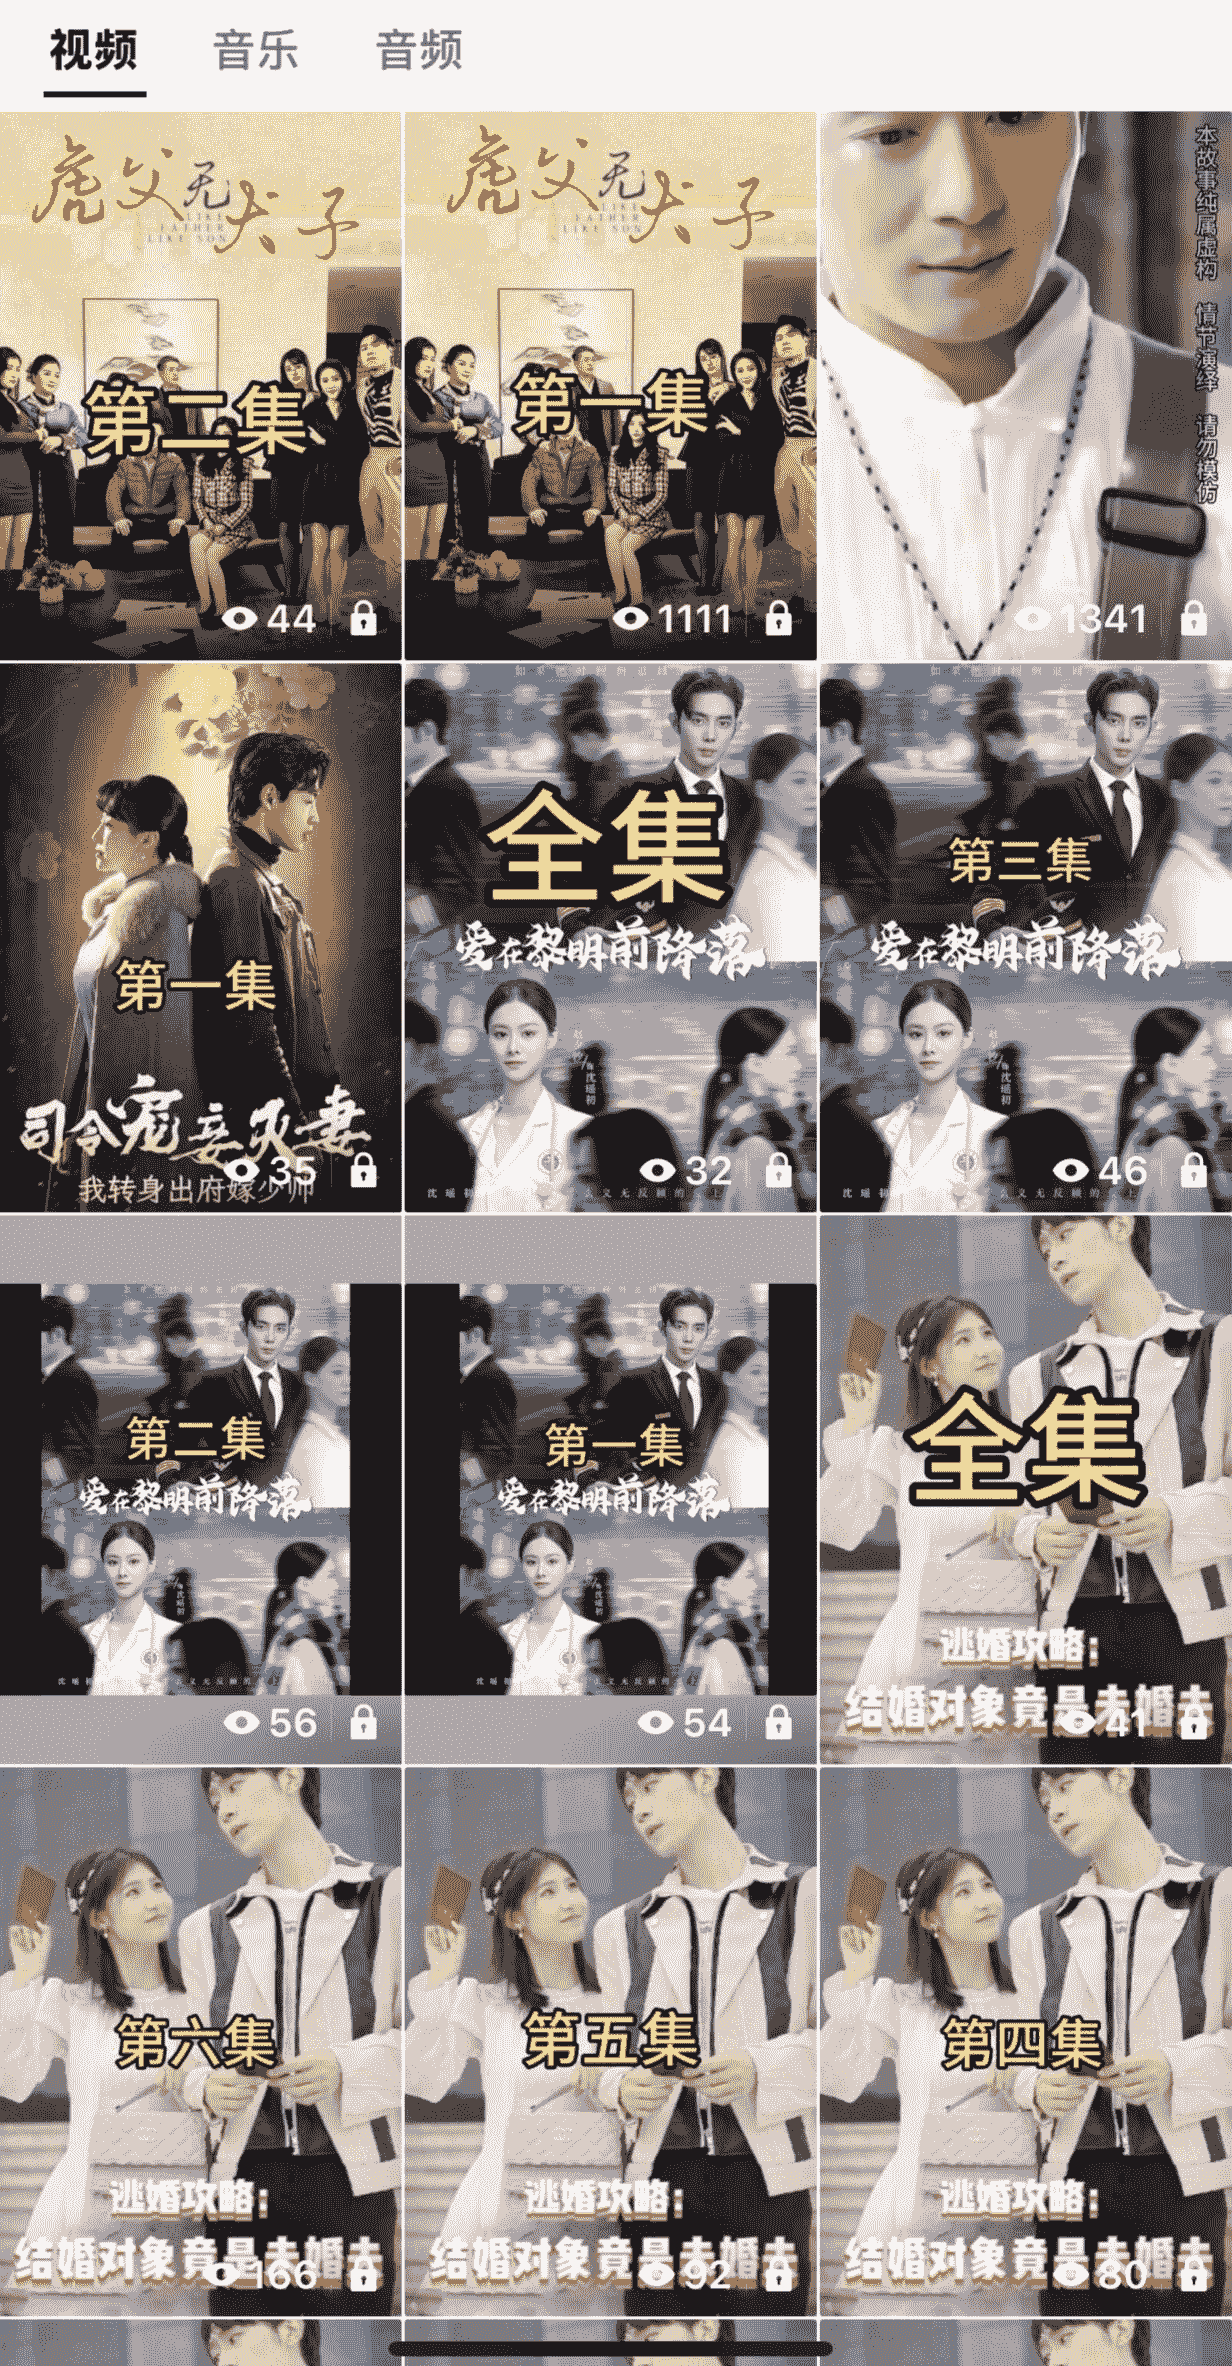 视频 音乐 音频
虎父无犬子
LIKE
FATHER
LIKE SON
第二集
44
虎父无犬子
LIKE
FATHER
LIKE SON
第一集
1111
本故事纯属虚构 情节演绎 请勿模仿
1341
第一集
司令宠妾灭妻
我转身出府嫁少帅
35
全集
爱在黎明前降落
32
第三集
爱在黎明前降落
46
第二集
爱在黎明前降落
56
第一集
爱在黎明前降落
54
全集
逃婚攻略:
结婚对象竟是未婚夫
41
第六集
逃婚攻略:
结婚对象竟是未婚夫
166
第五集
逃婚攻略:
结婚对象竟是未婚夫
92
第四集
逃婚攻略:
结婚对象竟是未婚夫
80